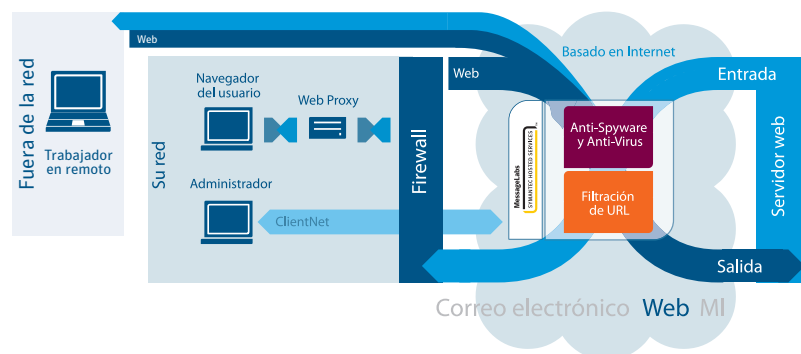 Fuera de la red
Trabajador
en remoto
Web
Su red
Navegador
del usuario
Web Proxy
Administrador
ClientNet
Firewall
Web
Basado en Internet
MessageLabs
SYMANTEC HOSTED SERVICES
Anti-Spyware
y Anti-Virus
Filtración
de URL
Entrada
Servidor web
Salida
Correo electrónico Web MI